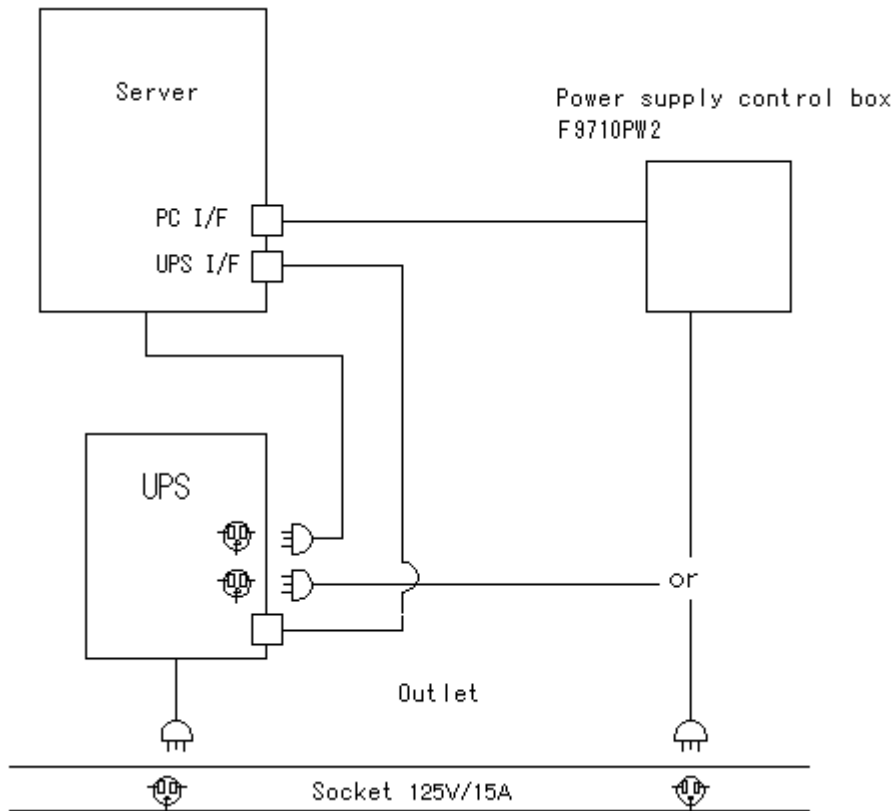 Server
Power supply control box
F9710PW2
PC I/F
UPS I/F
UPS
or
Outlet
Socket 125V/15A